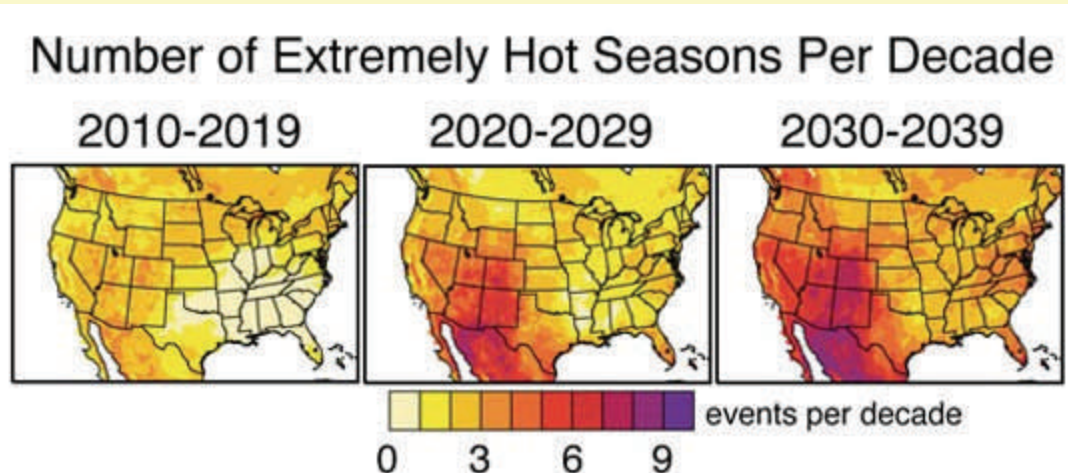 Number of Extremely Hot Seasons Per Decade
2010-2019 2020-2029 2030-2039
events per decade
0 3 6 9